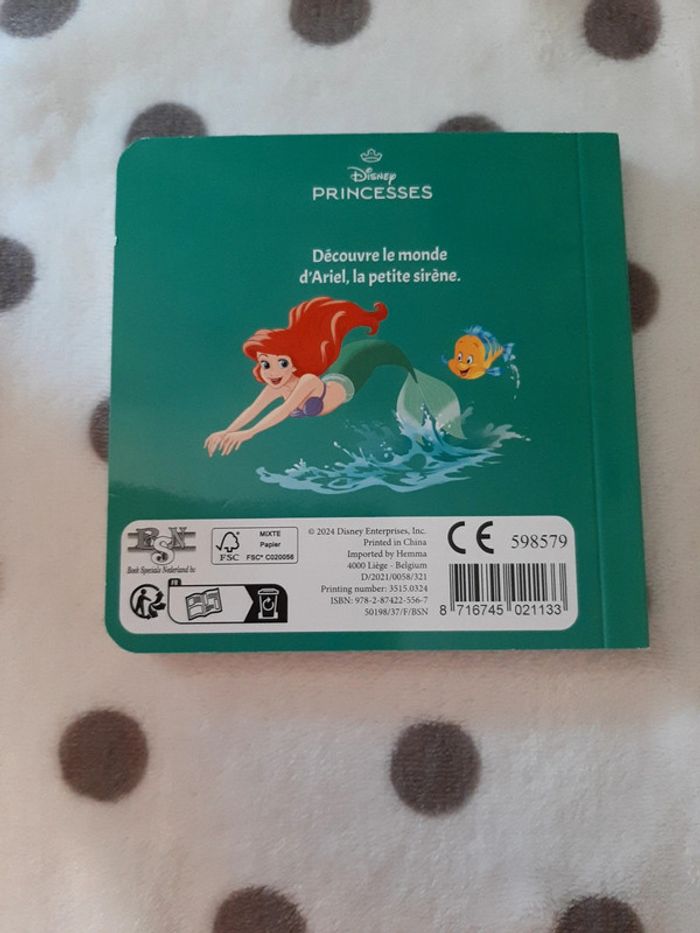 Disney
PRINCESSES
Découvre le monde
d'Ariel, la petite sirène.
BSN
Book Specials Nederland bv
FSC
MIXTE
Papier
FSC® C020056
FR
© 2024 Disney Enterprises, Inc.
Printed in China
Imported by Hemma
4000 Liège - Belgium
D/2021/0058/321
Printing number: 3515.0324
ISBN: 978-2-87422-556-7
50198/37/F/BSN
CE
598579
8 716745 021133